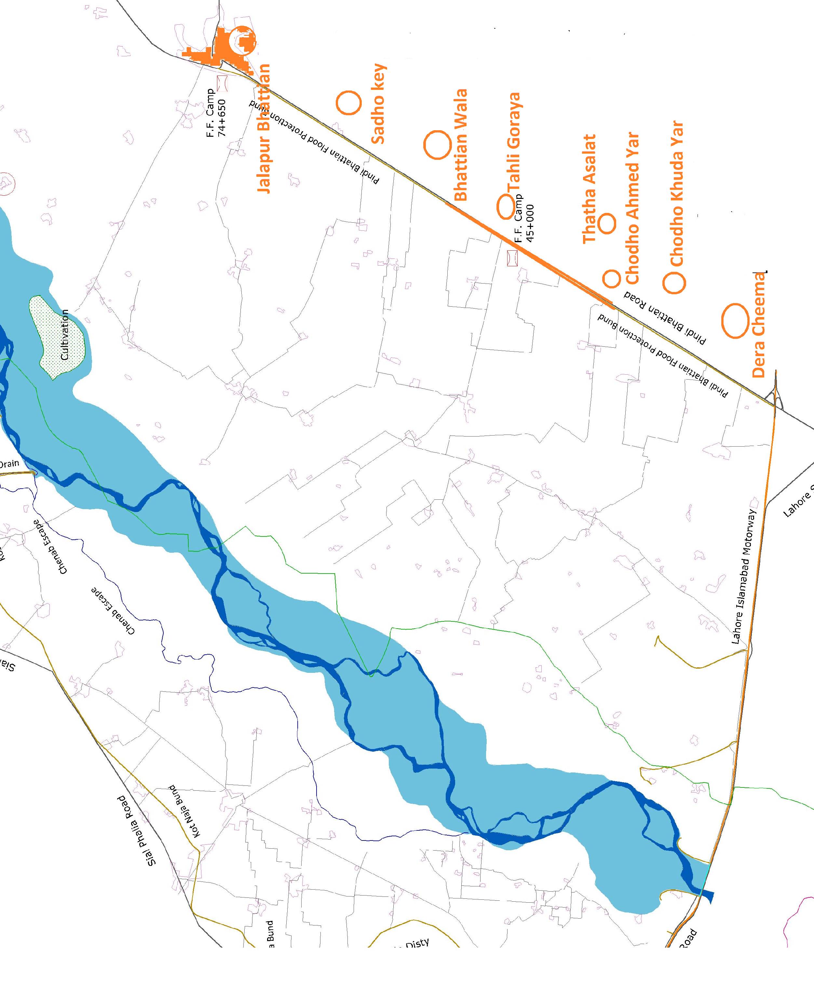 F.F. Camp
74+650
Jalapur Bhattian
Pindi Bhattian Flood Protection Bund
Sadho key
Bhattian Wala
Tahli Goraya
F.F. Camp
45+000
Thatha Asalat
Chodho Ahmed Yar
Chodho Khuda Yar
Dera Cheema
Pindi Bhattian Road
Pindi Bhattian Flood Protection Bund
Cultivation
Drain
Chenab Escape
Chenab Escape
Lahore Islamabad Motorway
Lahore
Sial Phalia Road
Kot Naja Bund
a Bund
Disty
Road